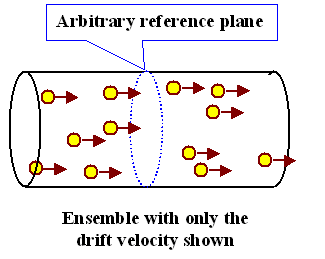 Arbitrary reference plane
Ensemble with only the
drift velocity shown